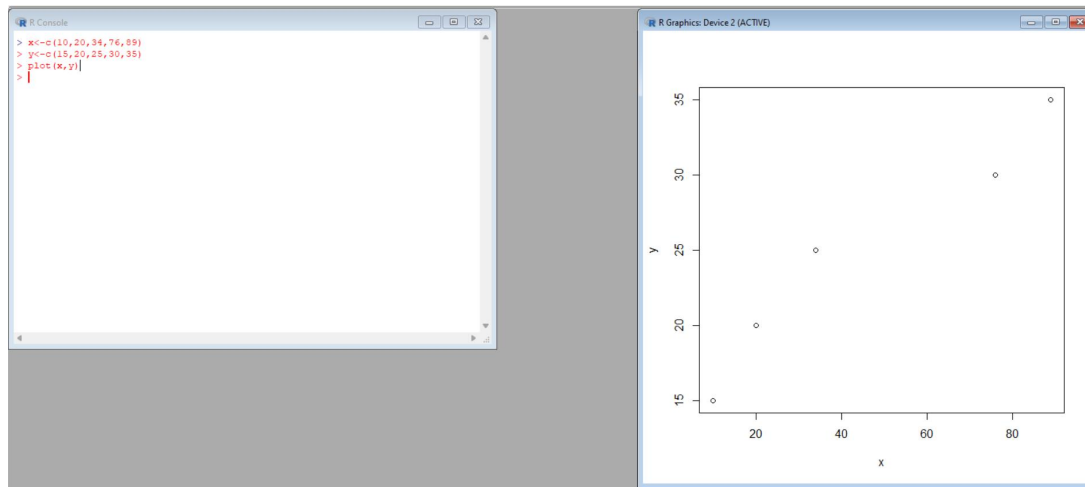 R Console
> x<-c(10,20,34,76,89)
> y<-c(15,20,25,30,35)
> plot(x,y)
>
R Graphics: Device 2 (ACTIVE)
35
30
25
20
15
y
20 40 60 80
x